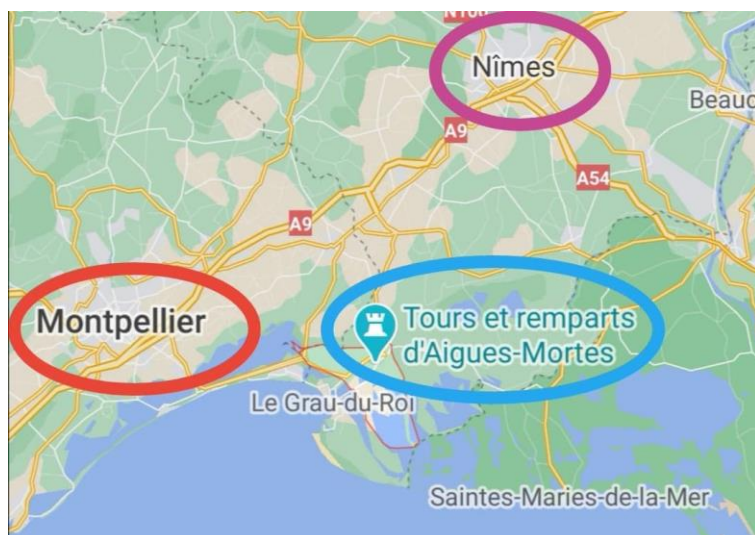 N106
Nîmes
Beauc
A9
A54
A9
Montpellier
Tours et remparts
d'Aigues-Mortes
Le Grau-du-Roi
Saintes-Maries-de-la-Mer